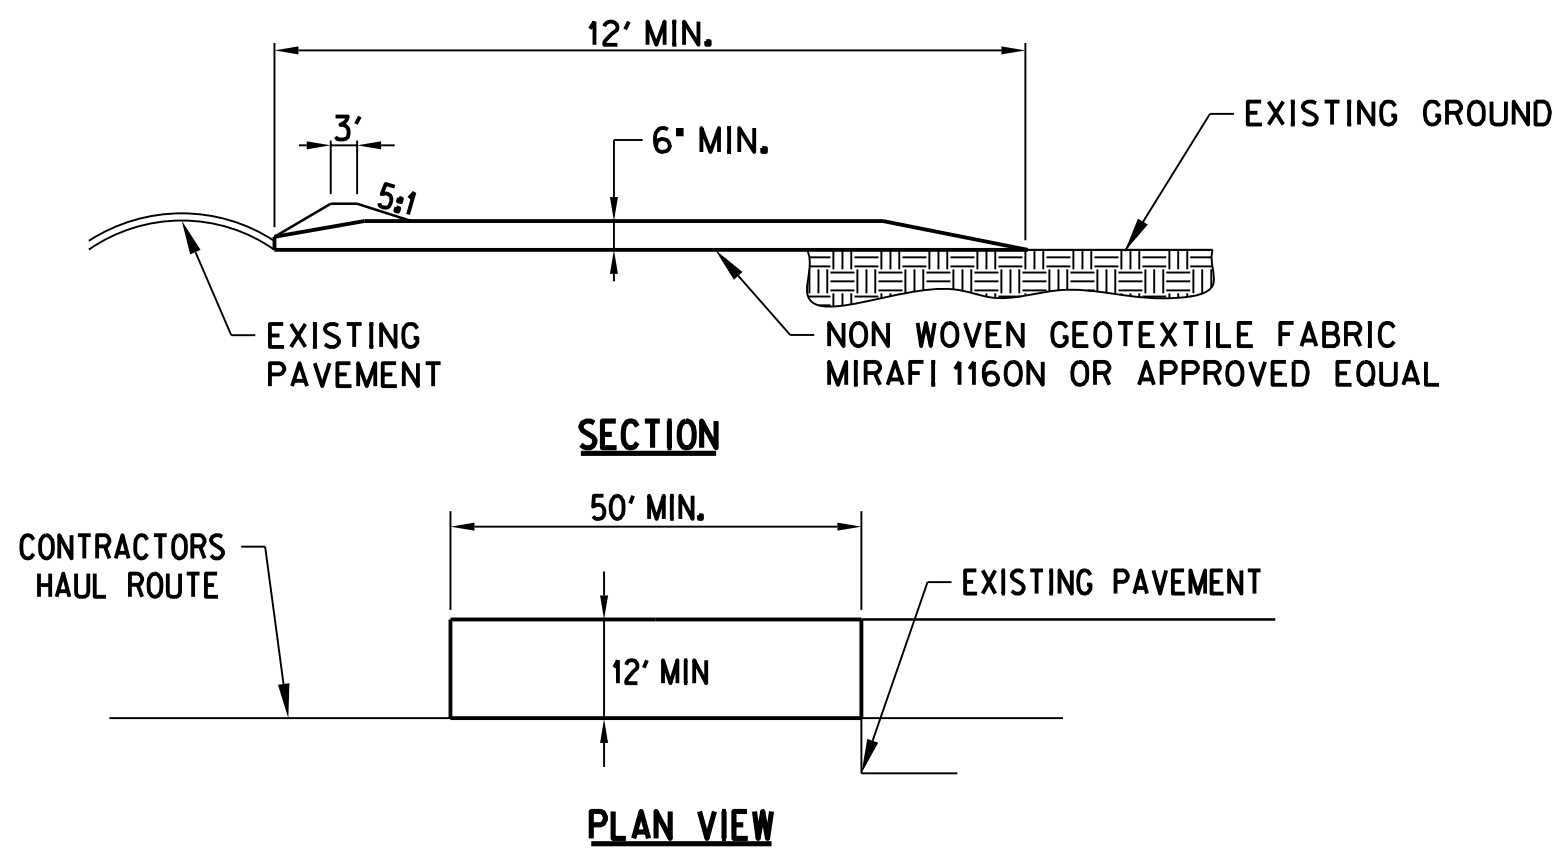 12' MIN.
3'
6" MIN.
EXISTING GROUND
5:1
EXISTING
PAVEMENT
NON WOVEN GEOTEXTILE FABRIC
MIRAFI 1160N OR APPROVED EQUAL
SECTION
50' MIN.
CONTRACTORS
HAUL ROUTE
EXISTING PAVEMENT
12' MIN
PLAN VIEW